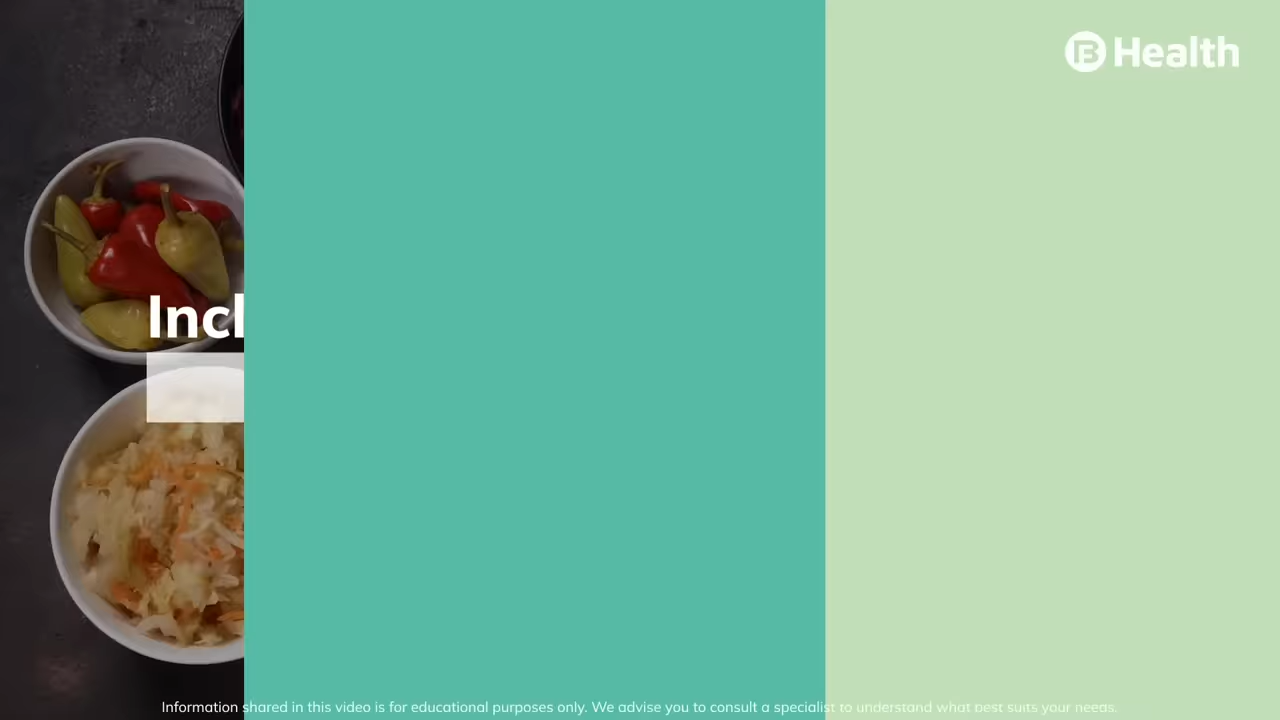 Health
Incl
Information shared in this video is for educational purposes only. We advise you to consult a specialist to understand what best suits your needs.